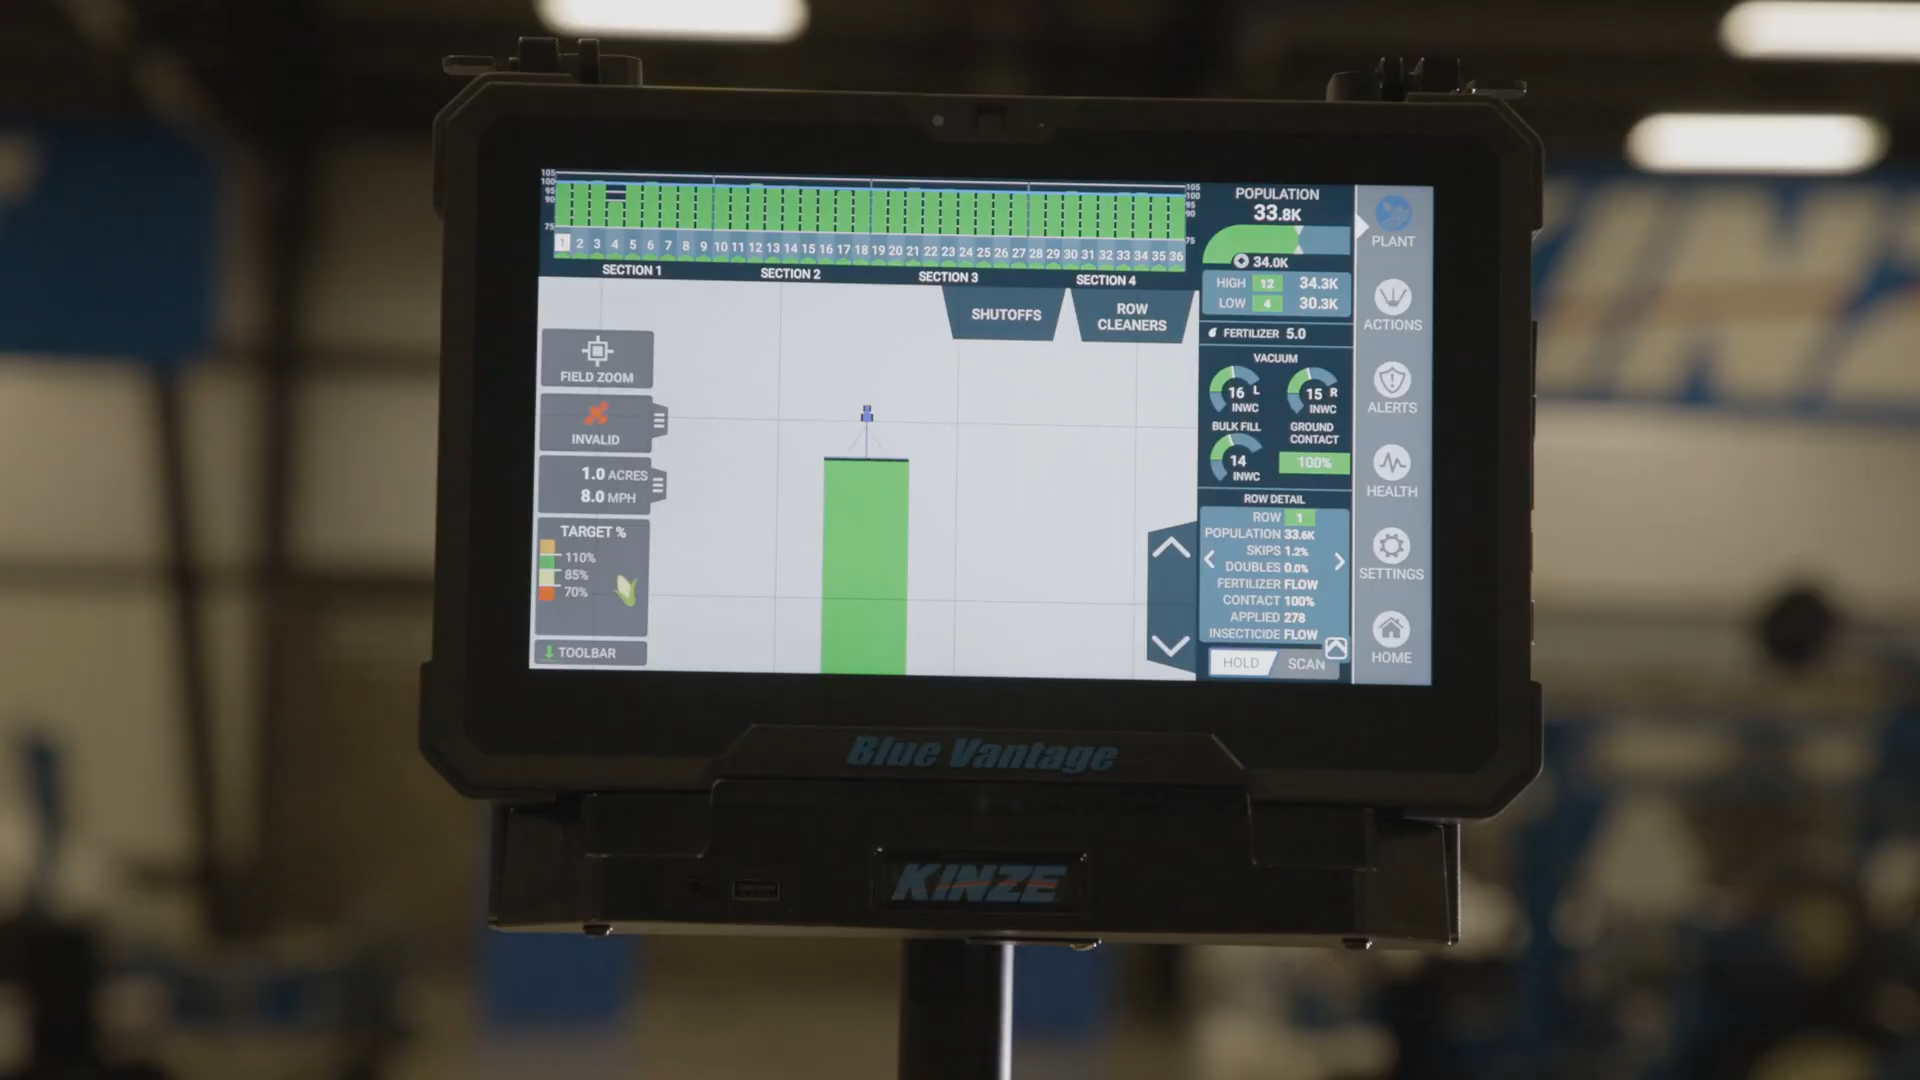 105
100
95
90
75
105
100
95
90
75
1 2 3 4 5 6 7 8 9 10 11 12 13 14 15 16 17 18 19 20 21 22 23 24 25 26 27 28 29 30 31 32 33 34 35 36
SECTION 1 SECTION 2 SECTION 3 SECTION 4
SHUTOFFS
ROW
CLEANERS
FIELD ZOOM
INVALID
1.0 ACRES
8.0 MPH
TARGET %
110%
85%
70%
TOOLBAR
POPULATION
33.8K
34.0K
HIGH 12 34.3K
LOW 4 30.3K
FERTILIZER 5.0
VACUUM
16 L
INWC
15 R
INWC
BULK FILL
14
INWC
GROUND
CONTACT
100%
ROW DETAIL
ROW 1
POPULATION 33.6K
SKIPS 1.2%
DOUBLES 0.0%
FERTILIZER FLOW
CONTACT 100%
APPLIED 278
INSECTICIDE FLOW
HOLD SCAN
PLANT
ACTIONS
ALERTS
HEALTH
SETTINGS
HOME
Blue Vantage
KINZE